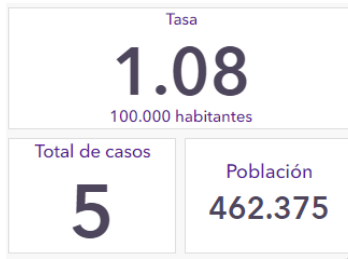 Tasa
1.08
100.000 habitantes
Total de casos
5
Población
462.375